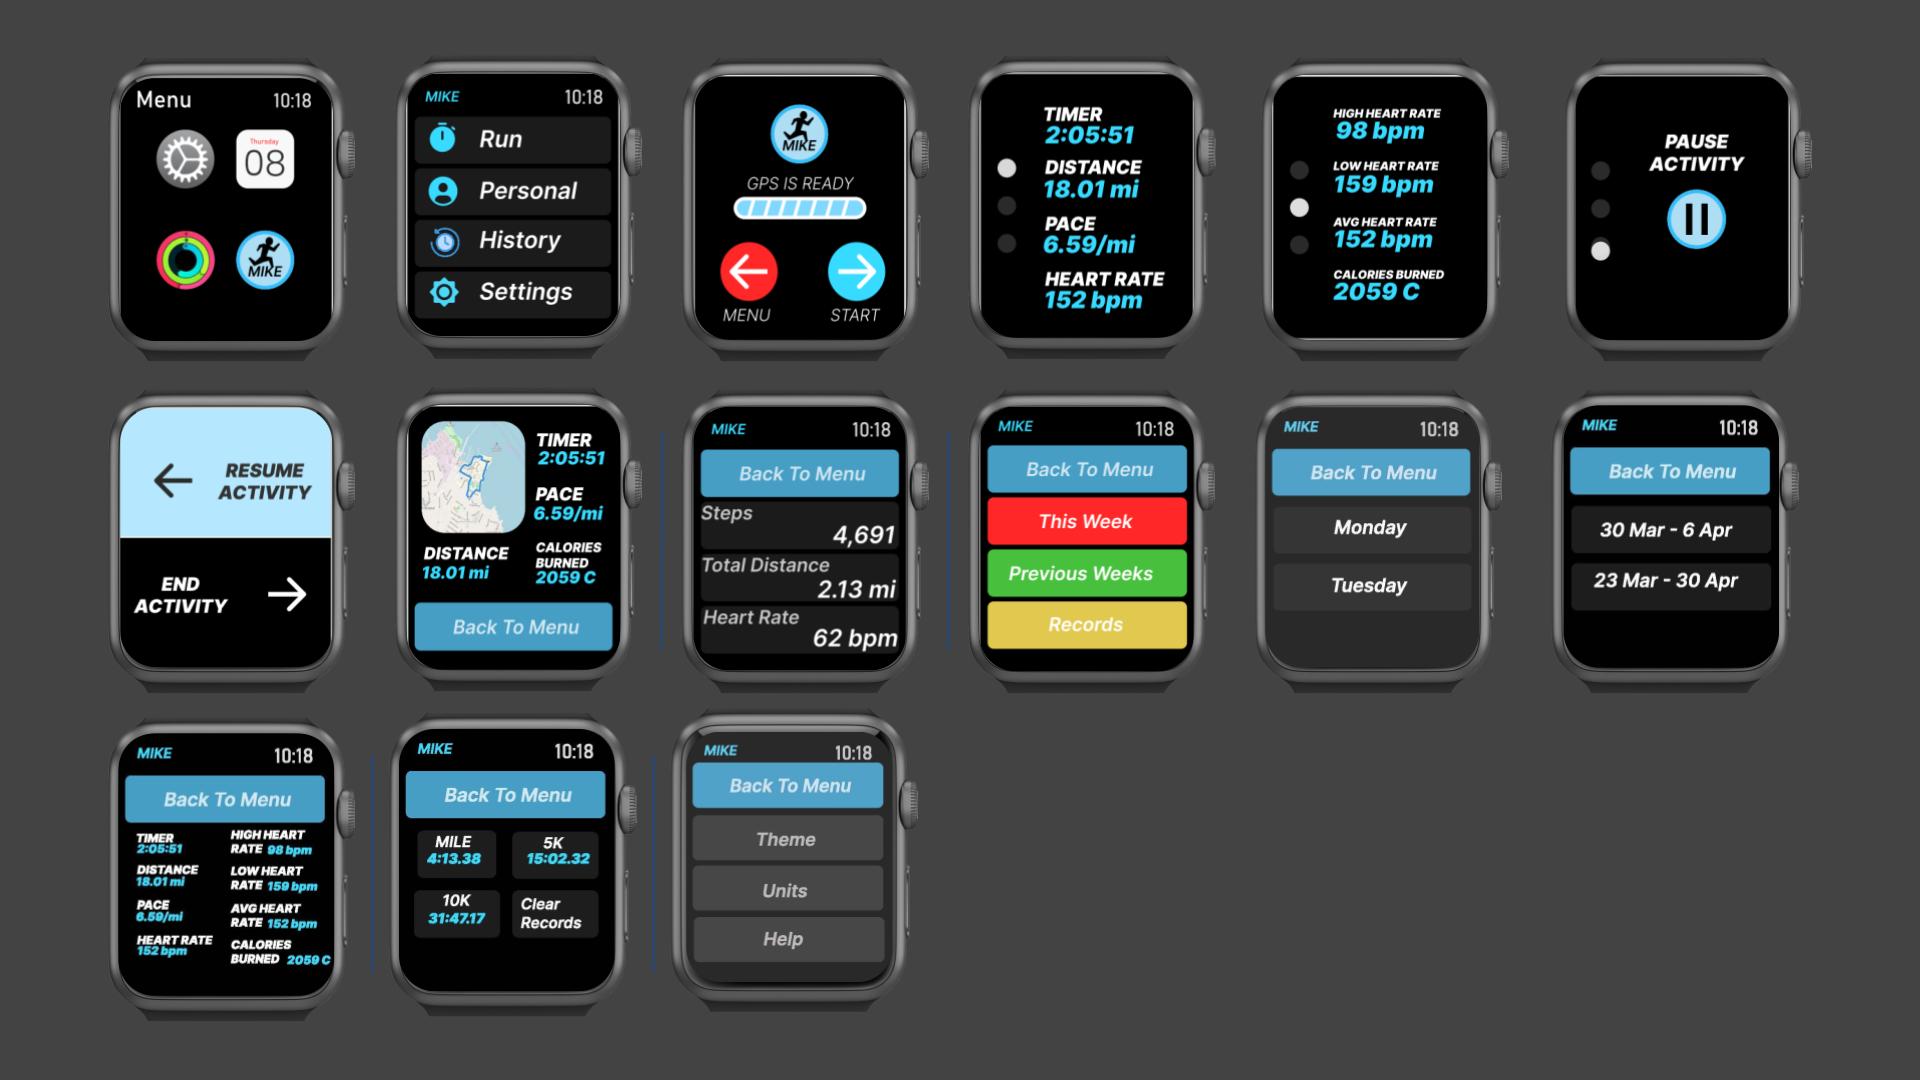 Menu 10:18
Thursday
08
MIKE
MIKE 10:18
Run
Personal
History
Settings
MIKE
GPS IS READY
MENU START
TIMER
2:05:51
DISTANCE
18.01 mi
PACE
6.59/mi
HEART RATE
152 bpm
HIGH HEART RATE
98 bpm
LOW HEART RATE
159 bpm
AVG HEART RATE
152 bpm
CALORIES BURNED
2059 C
PAUSE
ACTIVITY
RESUME
ACTIVITY
END
ACTIVITY
TIMER
2:05:51
PACE
6.59/mi
DISTANCE
18.01 mi
CALORIES
BURNED
2059 C
Back To Menu
MIKE 10:18
Back To Menu
Steps
4,691
Total Distance
2.13 mi
Heart Rate
62 bpm
MIKE 10:18
Back To Menu
This Week
Previous Weeks
Records
MIKE 10:18
Back To Menu
Monday
Tuesday
MIKE 10:18
Back To Menu
30 Mar - 6 Apr
23 Mar - 30 Apr
MIKE 10:18
Back To Menu
TIMER
2:05:51
DISTANCE
18.01 mi
PACE
6.59/mi
HEART RATE
152 bpm
HIGH HEART
RATE 98 bpm
LOW HEART
RATE 159 bpm
AVG HEART
RATE 152 bpm
CALORIES
BURNED 2059 C
MIKE 10:18
Back To Menu
MILE
4:13.38
5K
15:02.32
10K
31:47.17
Clear
Records
MIKE 10:18
Back To Menu
Theme
Units
Help